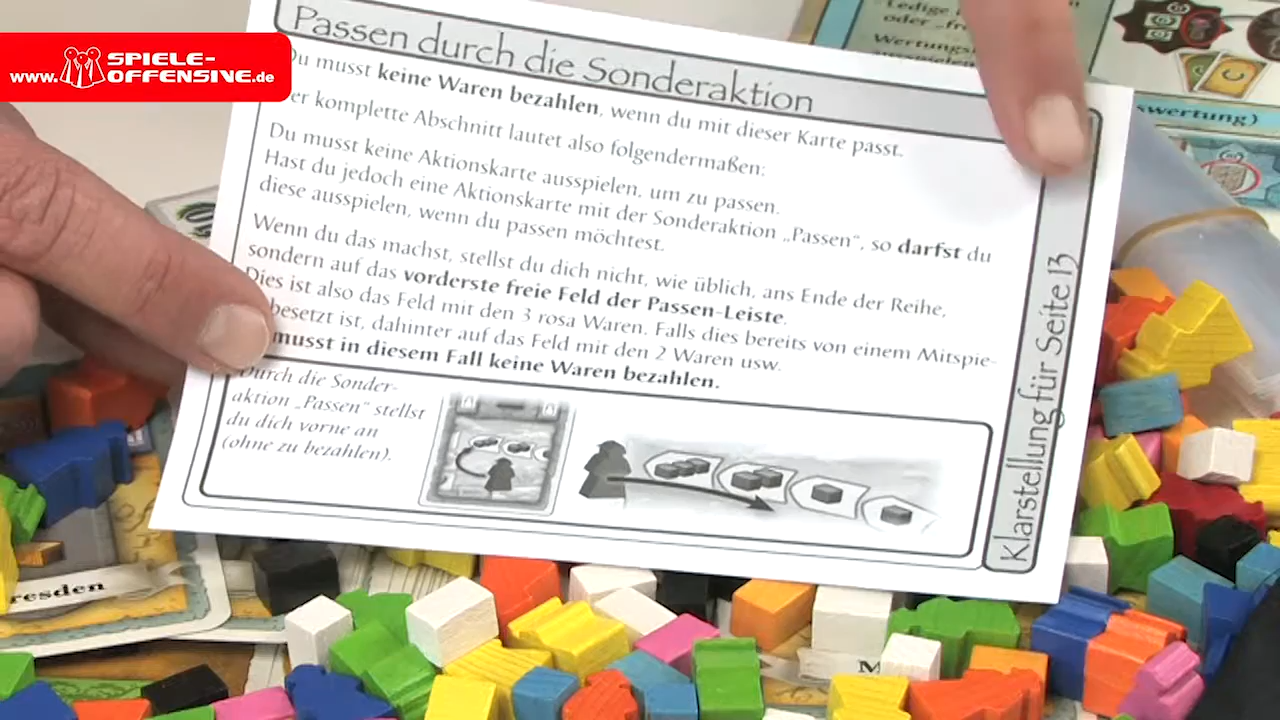 www.SPIELE-OFFENSIVE.de
Passen durch die Sonderaktion
Du musst keine Waren bezahlen, wenn du mit dieser Karte passt.
Der komplette Abschnitt lautet also folgendermaßen:
Du musst keine Aktionskarte ausspielen, um zu passen.
Hast du jedoch eine Aktionskarte mit der Sonderaktion „Passen“, so darfst du
diese ausspielen, wenn du passen möchtest.
Wenn du das machst, stellst du dich nicht, wie üblich, ans Ende der Reihe,
sondern auf das vorderste freie Feld der Passen-Leiste.
Dies ist also das Feld mit den 3 rosa Waren. Falls dies bereits von einem Mitspie-
besetzt ist, dahinter auf das Feld mit den 2 Waren usw.
musst in diesem Fall keine Waren bezahlen.
Durch die Sonder-
aktion „Passen“ stellst
du dich vorne an
(ohne zu bezahlen).
Klarstellung für Seite 13
Ledige
oder
swertung)
resden
M